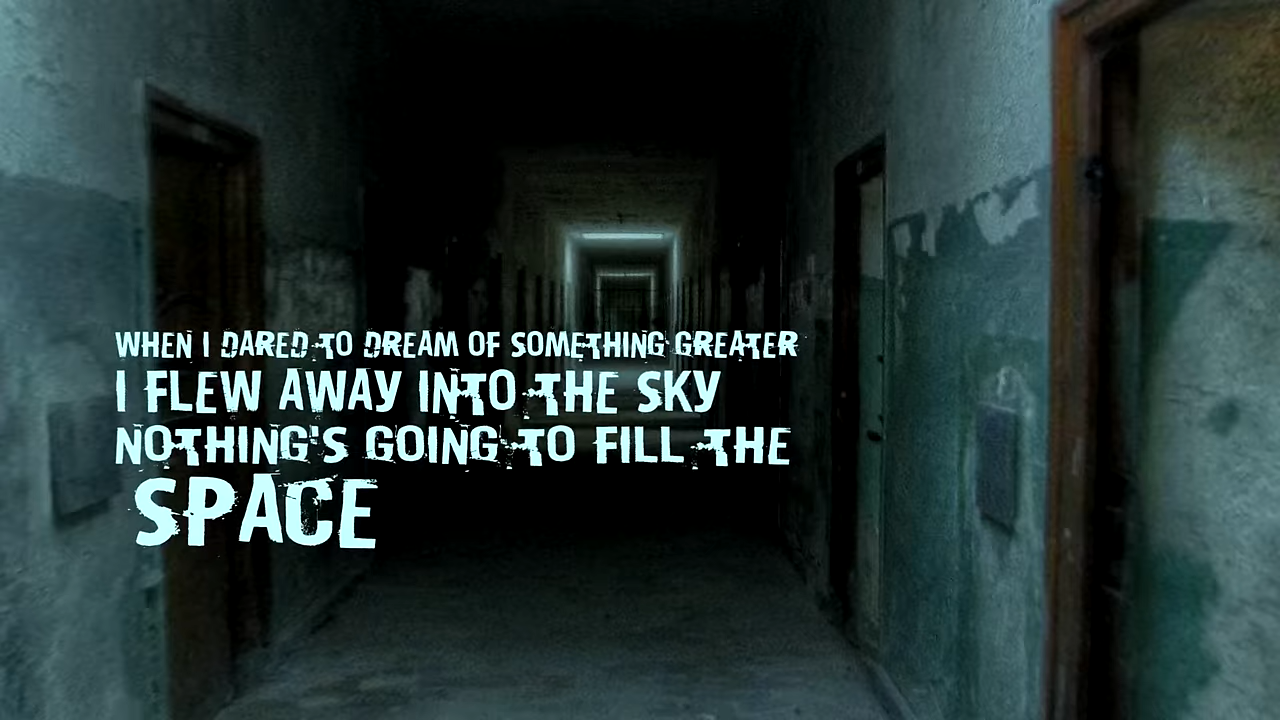 WHEN I DARED TO DREAM OF SOMETHING GREATER
I FLEW AWAY INTO THE SKY
NOTHING'S GOING TO FILL THE
SPACE